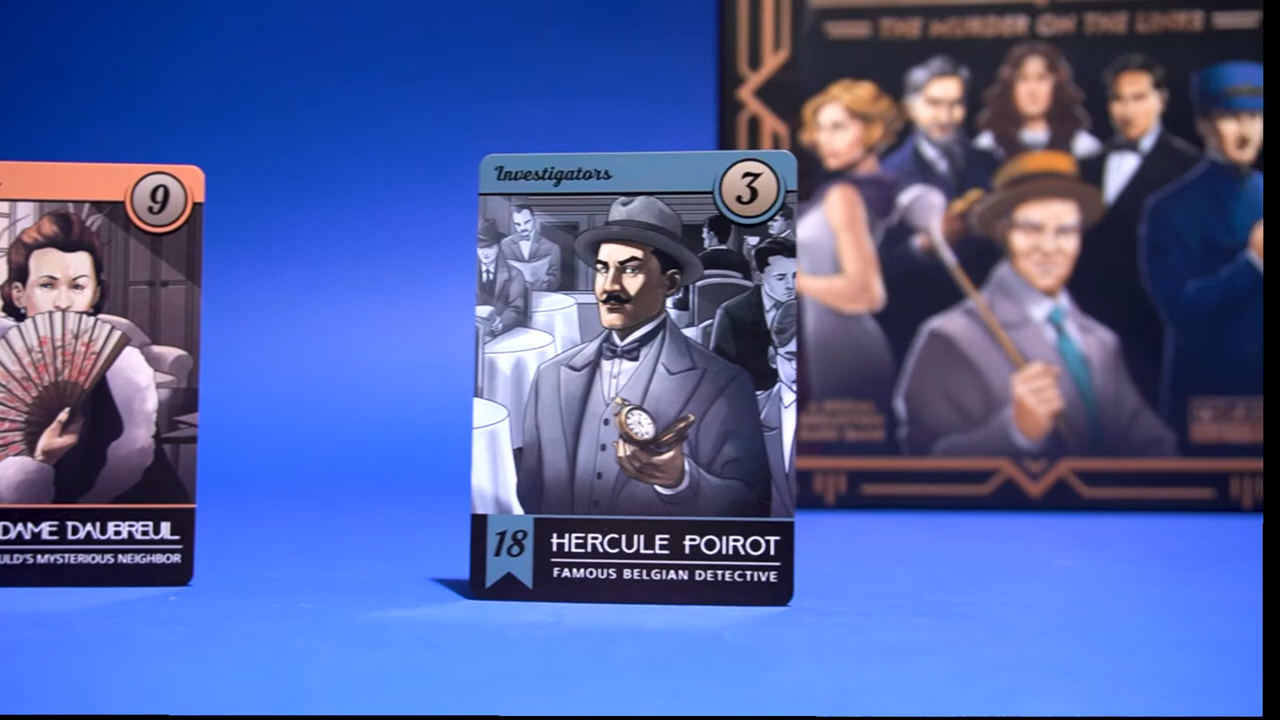 THE MURDER ON THE LINKS
9
DAME DAUBREUIL
ULD'S MYSTERIOUS NEIGHBOR
Investigators
3
18
HERCULE POIROT
FAMOUS BELGIAN DETECTIVE